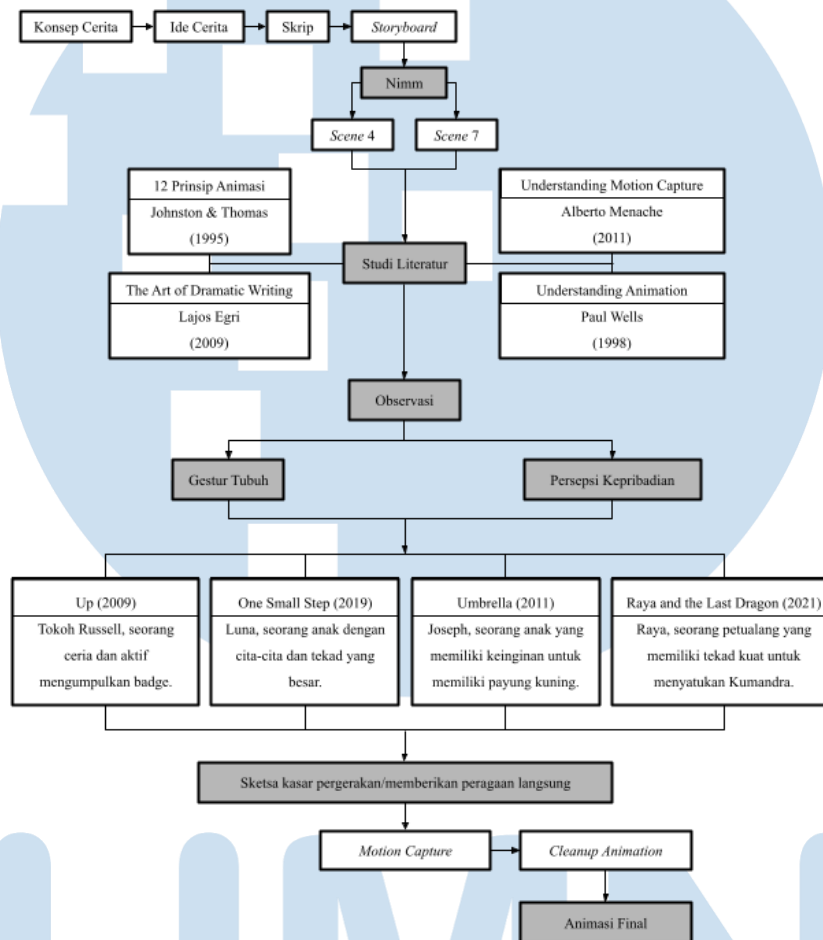 Konsep Cerita
Ide Cerita
Skrip
Storyboard
Nimm
Scene 4
Scene 7
12 Prinsip Animasi
Johnston & Thomas
(1995)
Understanding Motion Capture
Alberto Menache
(2011)
Studi Literatur
The Art of Dramatic Writing
Lajos Egri
(2009)
Understanding Animation
Paul Wells
(1998)
Observasi
Gestur Tubuh
Persepsi Kepribadian
Up (2009)
Tokoh Russell, seorang
ceria dan aktif
mengumpulkan badge.
One Small Step (2019)
Luna, seorang anak dengan
cita-cita dan tekad yang
besar.
Umbrella (2011)
Joseph, seorang anak yang
memiliki keinginan untuk
memiliki payung kuning.
Raya and the Last Dragon (2021)
Raya, seorang petualang yang
memiliki tekad kuat untuk
menyatukan Kumandra.
Sketsa kasar pergerakan/memberikan peragaan langsung
Motion Capture
Cleanup Animation
Animasi Final